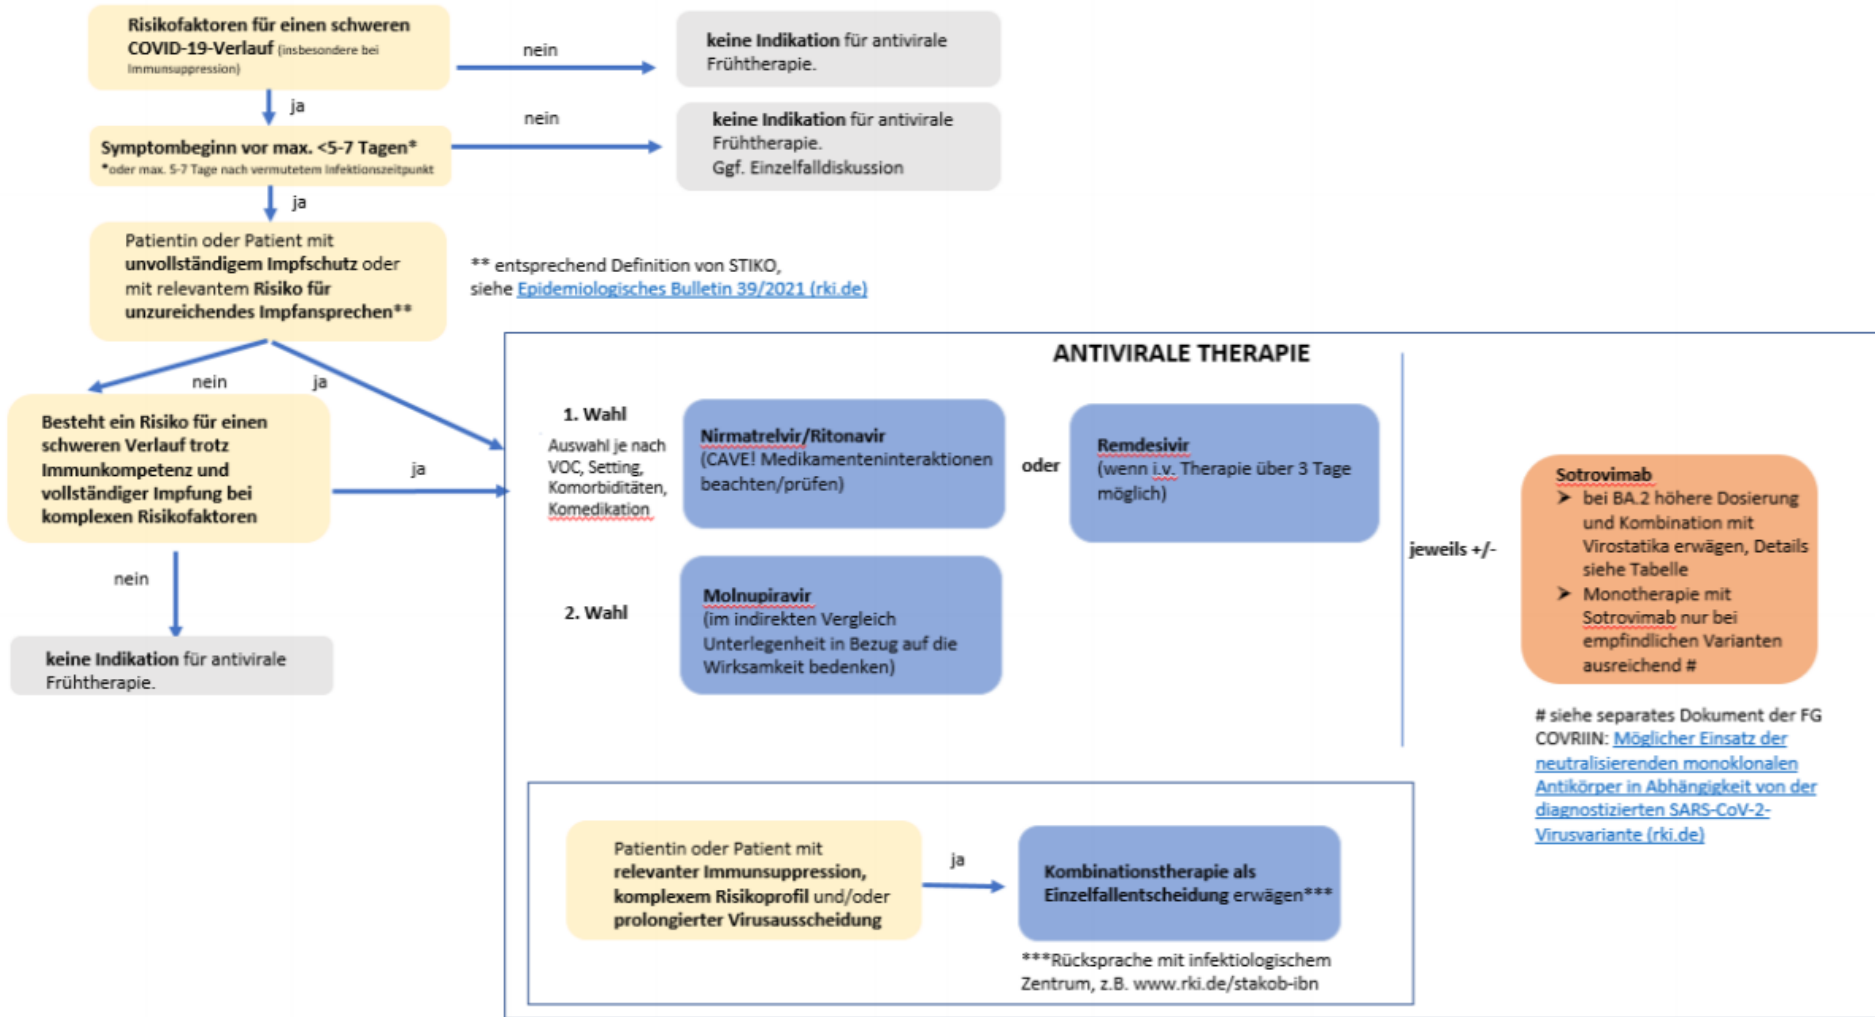 Risikofaktoren für einen schweren
COVID-19-Verlauf (insbesondere bei
Immunsuppression)
nein
keine Indikation für antivirale
Frühtherapie.
ja
Symptombeginn vor max. <5-7 Tagen*
*oder max. 5-7 Tage nach vermutetem Infektionszeitpunkt
nein
keine Indikation für antivirale
Frühtherapie.
Ggf. Einzelfalldiskussion
ja
Patientin oder Patient mit
unvollständigem Impfschutz oder
mit relevantem Risiko für
unzureichendes Impfansprechen**
** entsprechend Definition von STIKO,
siehe Epidemiologisches Bulletin 39/2021 (rki.de)
nein
ja
Besteht ein Risiko für einen
schweren Verlauf trotz
Immunkompetenz und
vollständiger Impfung bei
komplexen Risikofaktoren
ja
nein
keine Indikation für antivirale
Frühtherapie.
ANTIVIRALE THERAPIE
1. Wahl
Auswahl je nach
VOC, Setting,
Komorbiditäten,
Komedikation
Nirmatrelvir/Ritonavir
(CAVE! Medikamenteninteraktionen
beachten/prüfen)
oder
Remdesivir
(wenn i.v. Therapie über 3 Tage
möglich)
2. Wahl
Molnupiravir
(im indirekten Vergleich
Unterlegenheit in Bezug auf die
Wirksamkeit bedenken)
jeweils +/-
Sotrovimab
➤ bei BA.2 höhere Dosierung
und Kombination mit
Virostatika erwägen, Details
siehe Tabelle
➤ Monotherapie mit
Sotrovimab nur bei
empfindlichen Varianten
ausreichend #
# siehe separates Dokument der FG
COVRIIN: Möglicher Einsatz der
neutralisierenden monoklonalen
Antikörper in Abhängigkeit von der
diagnostizierten SARS-CoV-2-
Virusvariante (rki.de)
Patientin oder Patient mit
relevanter Immunsuppression,
komplexem Risikoprofil und/oder
prolongierter Virusausscheidung
ja
Kombinationstherapie als
Einzelfallentscheidung erwägen***
***Rücksprache mit infektiologischem
Zentrum, z.B. www.rki.de/stakob-ibn